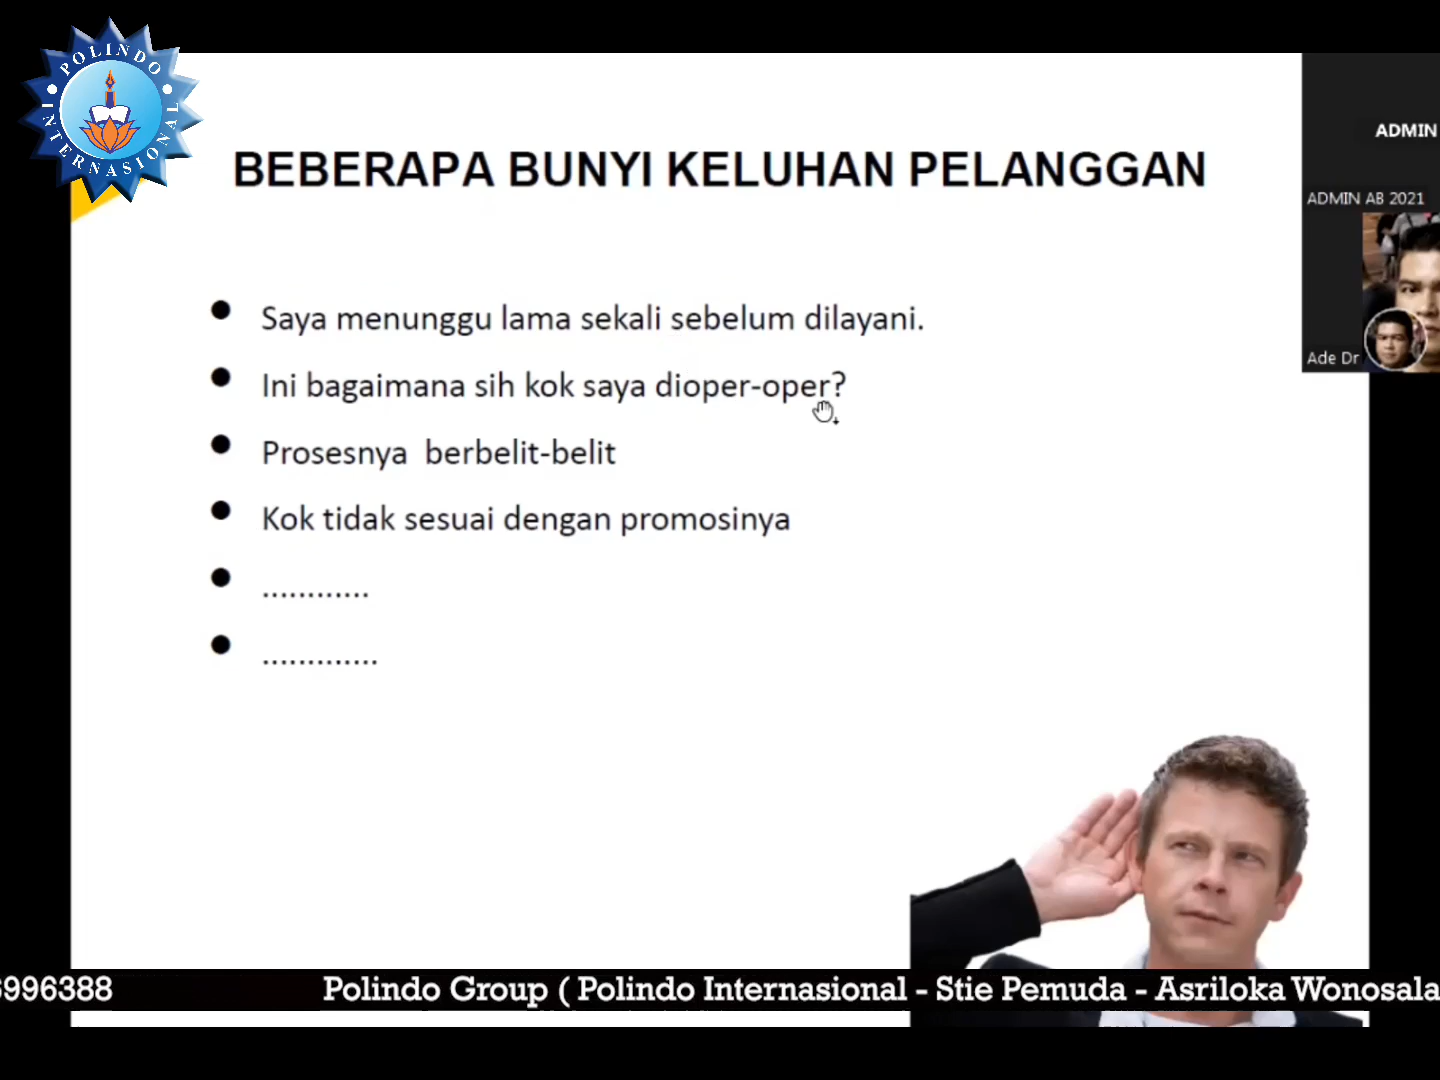 POLINDO
INTERNASIONAL
BEBERAPA BUNYI KELUHAN PELANGGAN
ADMIN
ADMIN AB 2021
Ade Dr
Saya menunggu lama sekali sebelum dilayani.
Ini bagaimana sih kok saya dioper-oper?
Prosesnya berbelit-belit
Kok tidak sesuai dengan promosinya
............
.............
996388
Polindo Group ( Polindo Internasional - Stie Pemuda - Asriloka Wonosala